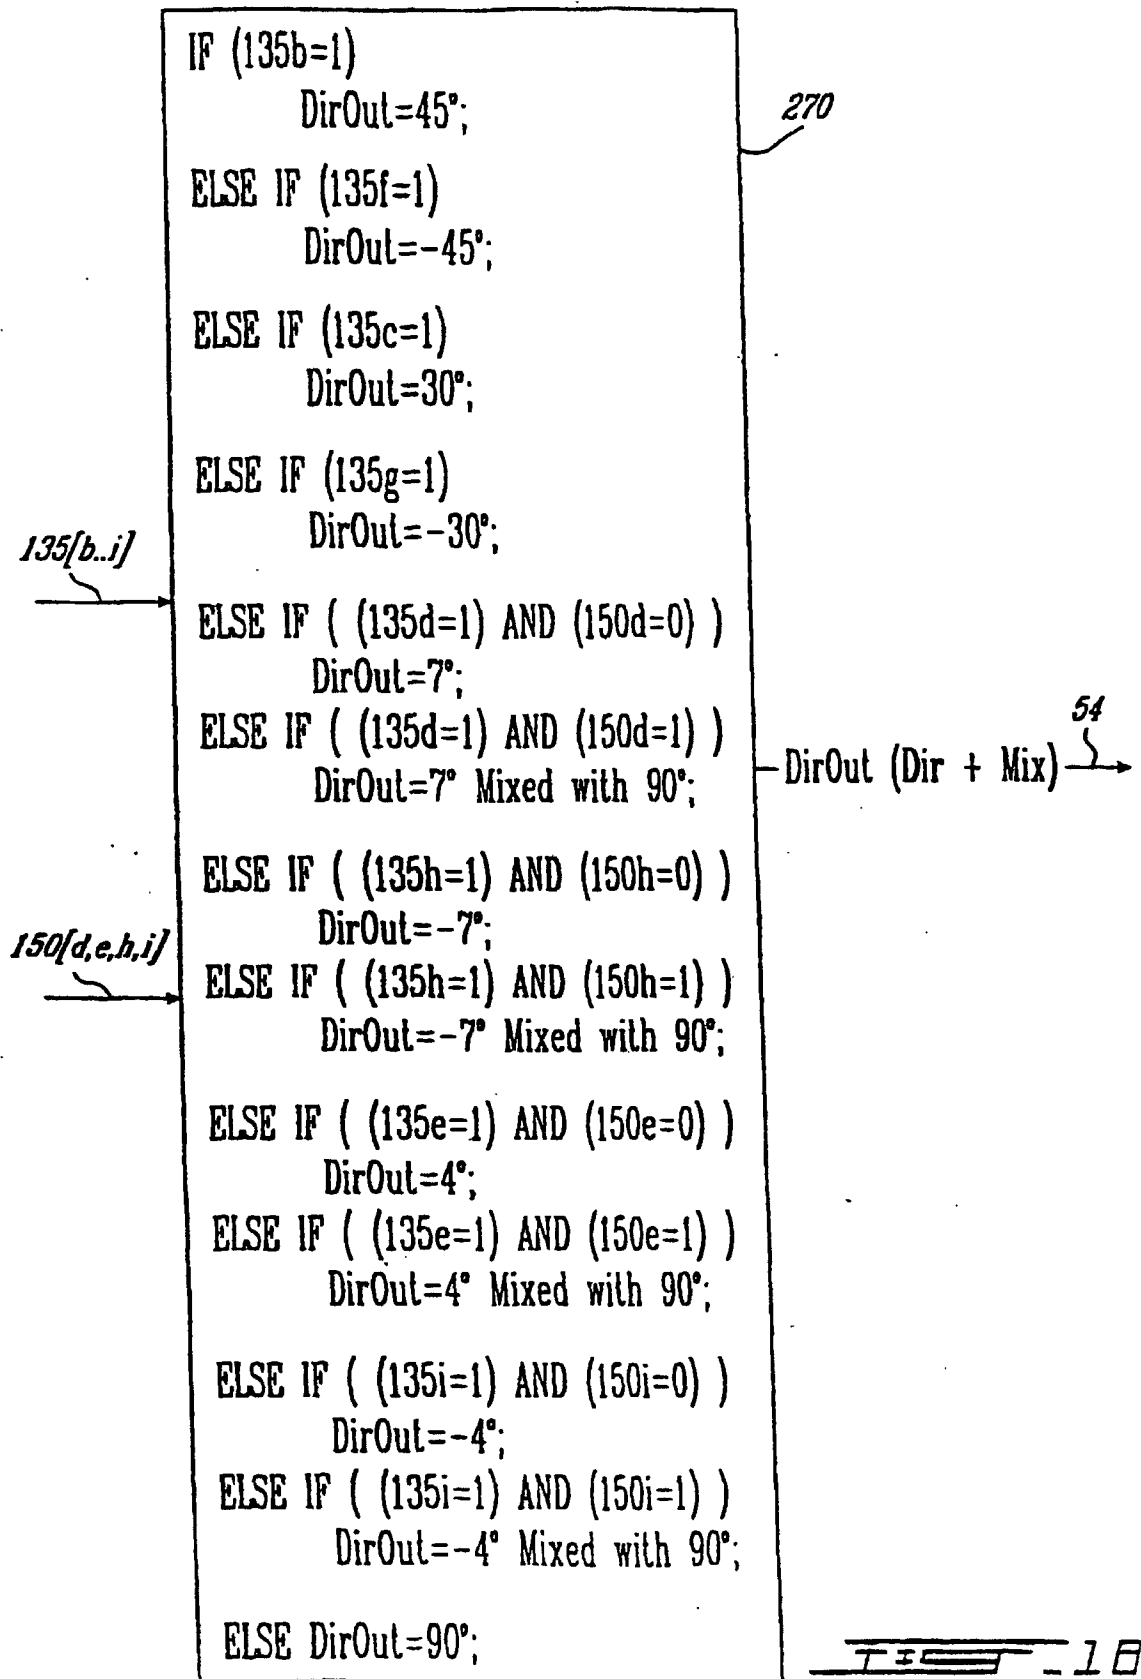 IF (135b=1)
DirOut=45°;
270
ELSE IF (135f=1)
DirOut=-45°;
ELSE IF (135c=1)
DirOut=30°;
ELSE IF (135g=1)
DirOut=-30°;
135[b..i]
ELSE IF ( (135d=1) AND (150d=0) )
DirOut=7°;
ELSE IF ( (135d=1) AND (150d=1) )
DirOut=7° Mixed with 90°;
54
DirOut (Dir + Mix)
ELSE IF ( (135h=1) AND (150h=0) )
DirOut=-7°;
150[d,e,h,i]
ELSE IF ( (135h=1) AND (150h=1) )
DirOut=-7° Mixed with 90°;
ELSE IF ( (135e=1) AND (150e=0) )
DirOut=4°;
ELSE IF ( (135e=1) AND (150e=1) )
DirOut=4° Mixed with 90°;
ELSE IF ( (135i=1) AND (150i=0) )
DirOut=-4°;
ELSE IF ( (135i=1) AND (150i=1) )
DirOut=-4° Mixed with 90°;
ELSE DirOut=90°;
FIG_18